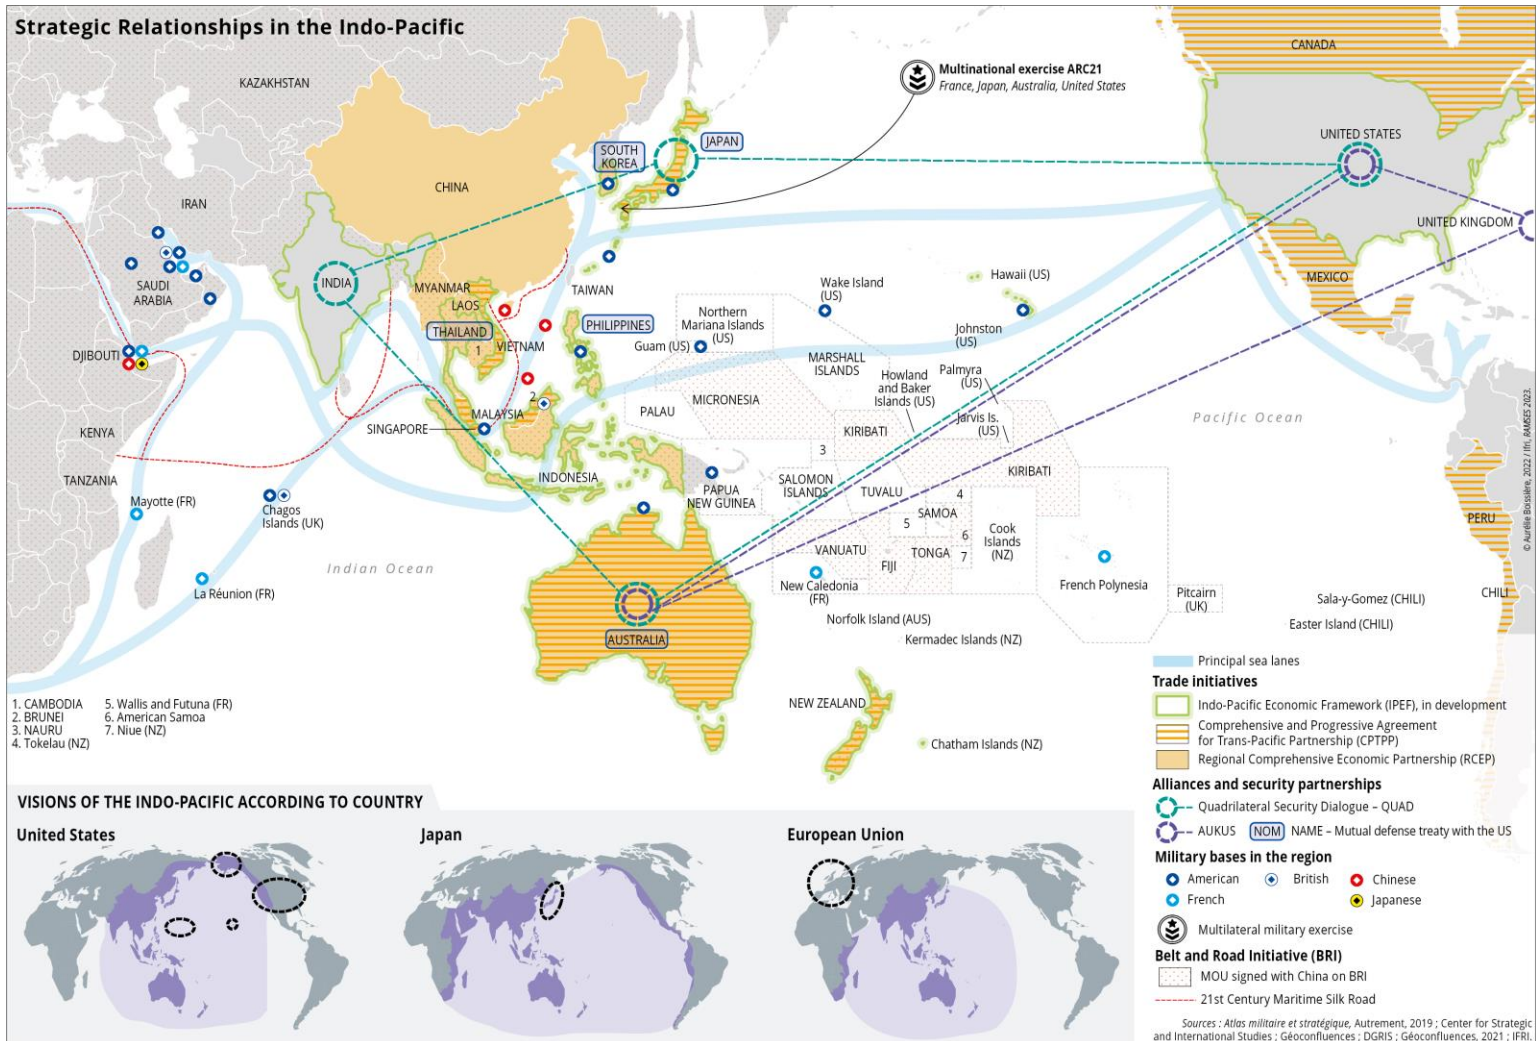 Strategic Relationships in the Indo-Pacific
CANADA
Multinational exercise ARC21
France, Japan, Australia, United States
KAZAKHSTAN
UNITED STATES
SOUTH
KOREA
JAPAN
CHINA
IRAN
UNITED KINGDOM
INDIA
MYANMAR
LAOS
TAIWAN
SAUDI
ARABIA
Wake Island
(US)
Hawaii (US)
MEXICO
Northern
Mariana Islands
(US)
THAILAND
PHILIPPINES
Johnston
(US)
1
VIETNAM
Guam (US)
DJIBOUTI
MARSHALL
ISLANDS
Howland
and Baker
Islands (US)
Palmyra
(US)
2
MALAYSIA
MICRONESIA
PALAU
Jarvis Is.
(US)
Pacific Ocean
SINGAPORE
KENYA
KIRIBATI
3
TANZANIA
INDONESIA
PAPUA
NEW GUINEA
SALOMON
ISLANDS
TUVALU
4
KIRIBATI
Mayotte (FR)
Chagos
Islands (UK)
SAMOA
5
6
Cook
Islands
(NZ)
PERU
Indian Ocean
VANUATU
FIJI
TONGA
7
New Caledonia
(FR)
French Polynesia
Pitcairn
(UK)
La Réunion (FR)
CHILI
Sala-y-Gomez (CHILI)
Norfolk Island (AUS)
Easter Island (CHILI)
AUSTRALIA
Kermadec Islands (NZ)
NEW ZEALAND
Chatham Islands (NZ)
1. CAMBODIA
2. BRUNEI
3. NAURU
4. Tokelau (NZ)
5. Wallis and Futuna (FR)
6. American Samoa
7. Niue (NZ)
© Aurélie Boissière, 2022 / Ifri, RAMSES 2023.
Principal sea lanes
Trade initiatives
Indo-Pacific Economic Framework (IPEF), in development
Comprehensive and Progressive Agreement
for Trans-Pacific Partnership (CPTPP)
Regional Comprehensive Economic Partnership (RCEP)
Alliances and security partnerships
Quadrilateral Security Dialogue – QUAD
AUKUS
NOM
NAME – Mutual defense treaty with the US
Military bases in the region
American
British
Chinese
French
Japanese
Multilateral military exercise
Belt and Road Initiative (BRI)
MOU signed with China on BRI
21st Century Maritime Silk Road
Sources : Atlas militaire et stratégique, Autrement, 2019 ; Center for Strategic
and International Studies ; Géoconfluences ; DGRIS ; Géoconfluences, 2021 ; IFRI.
VISIONS OF THE INDO-PACIFIC ACCORDING TO COUNTRY
United States
Japan
European Union